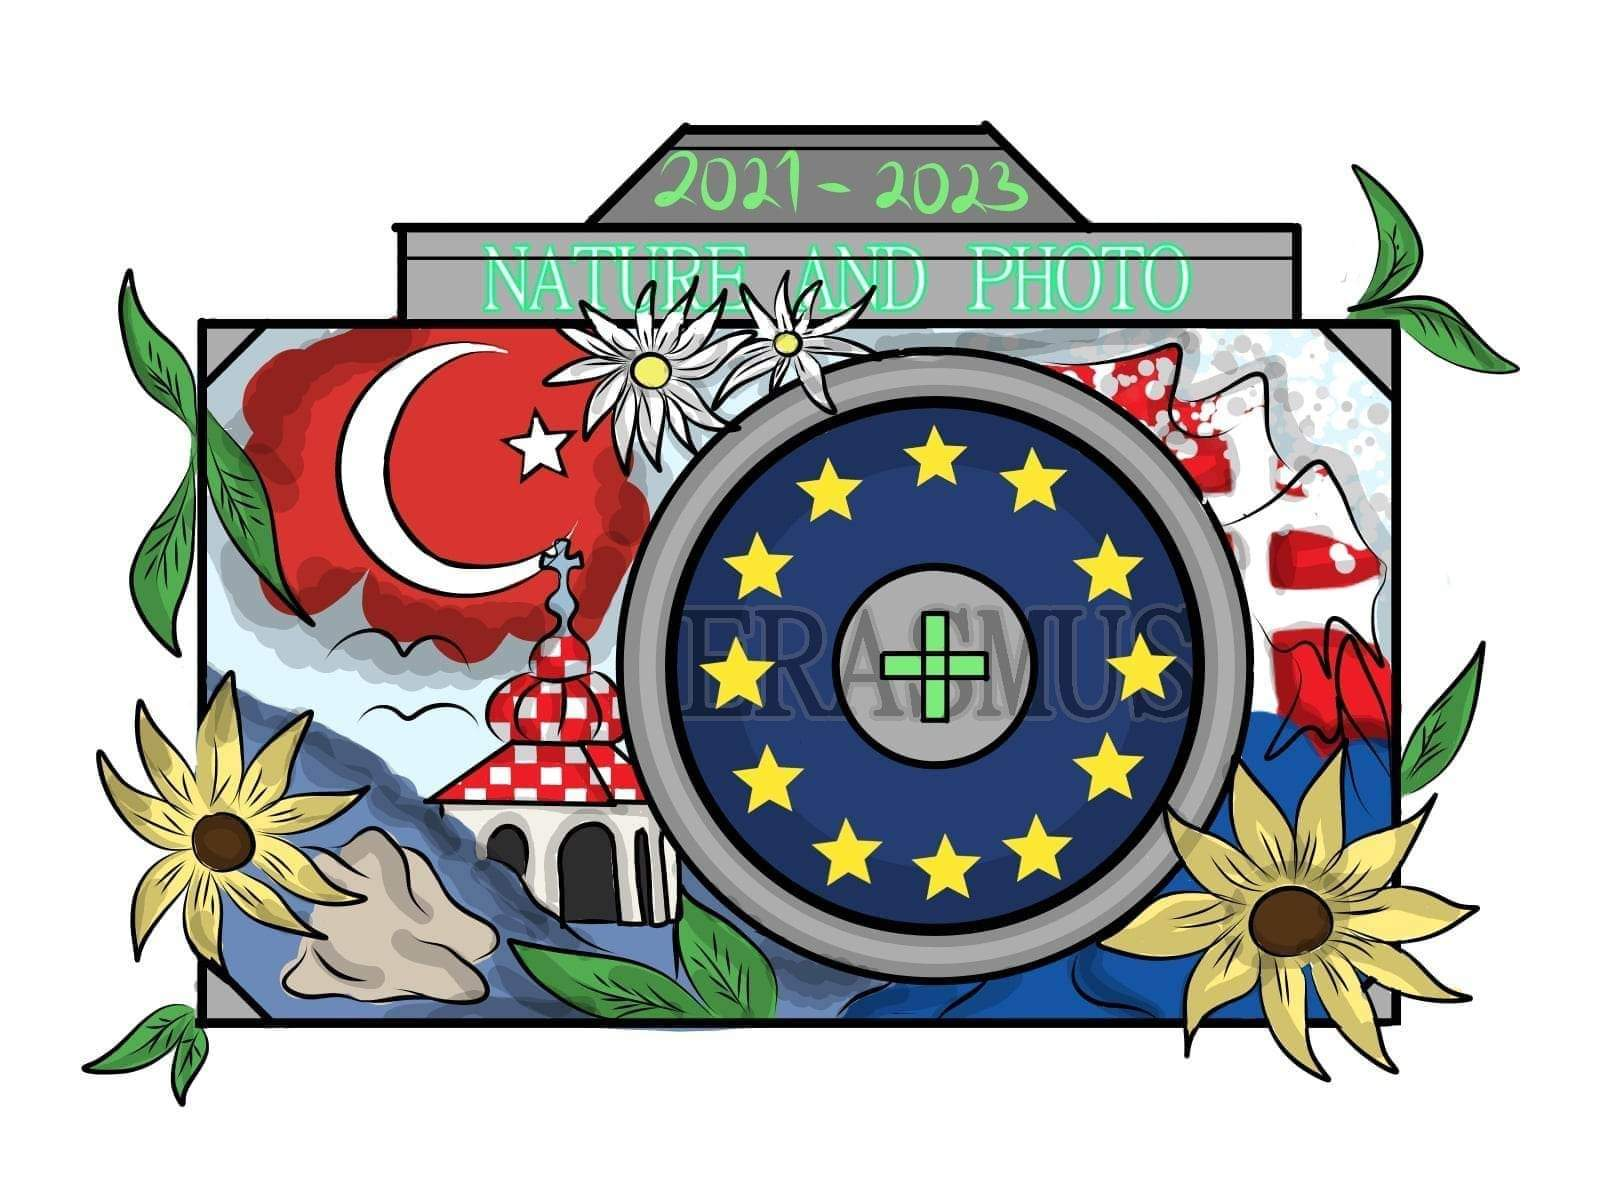 2021-2023
NATURE AND PHOTO
ERASMUS
+